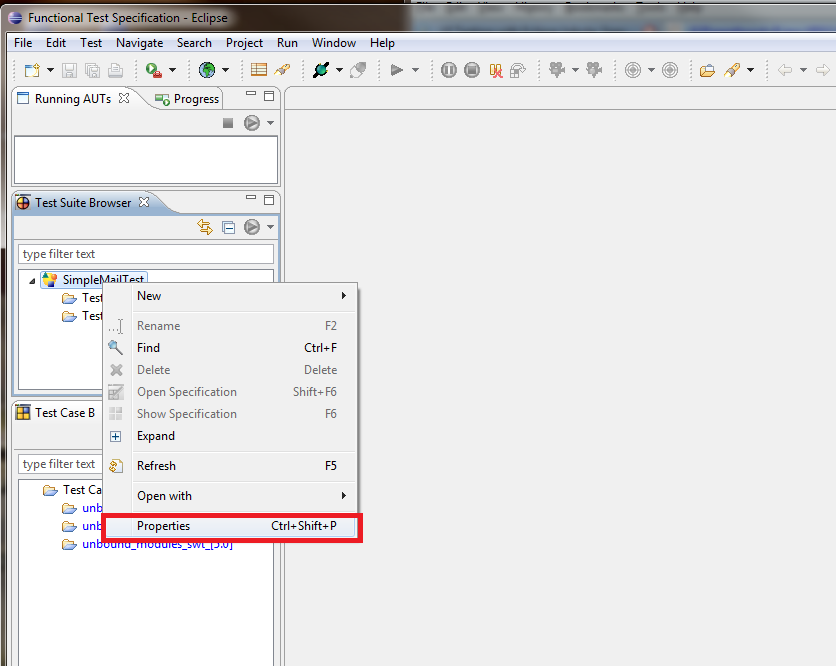 Functional Test Specification - Eclipse
File Edit Test Navigate Search Project Run Window Help
Running AUTs Progress
Test Suite Browser
type filter text
SimpleMailTest
New
Test
Rename F2
Test
Find Ctrl+F
Delete Delete
Open Specification Shift+F6
Test Case B
Show Specification F6
Expand
type filter text
Refresh F5
Test Ca
Open with
unb
unb
Properties Ctrl+Shift+P
unbound_modules_swt_[5.0]